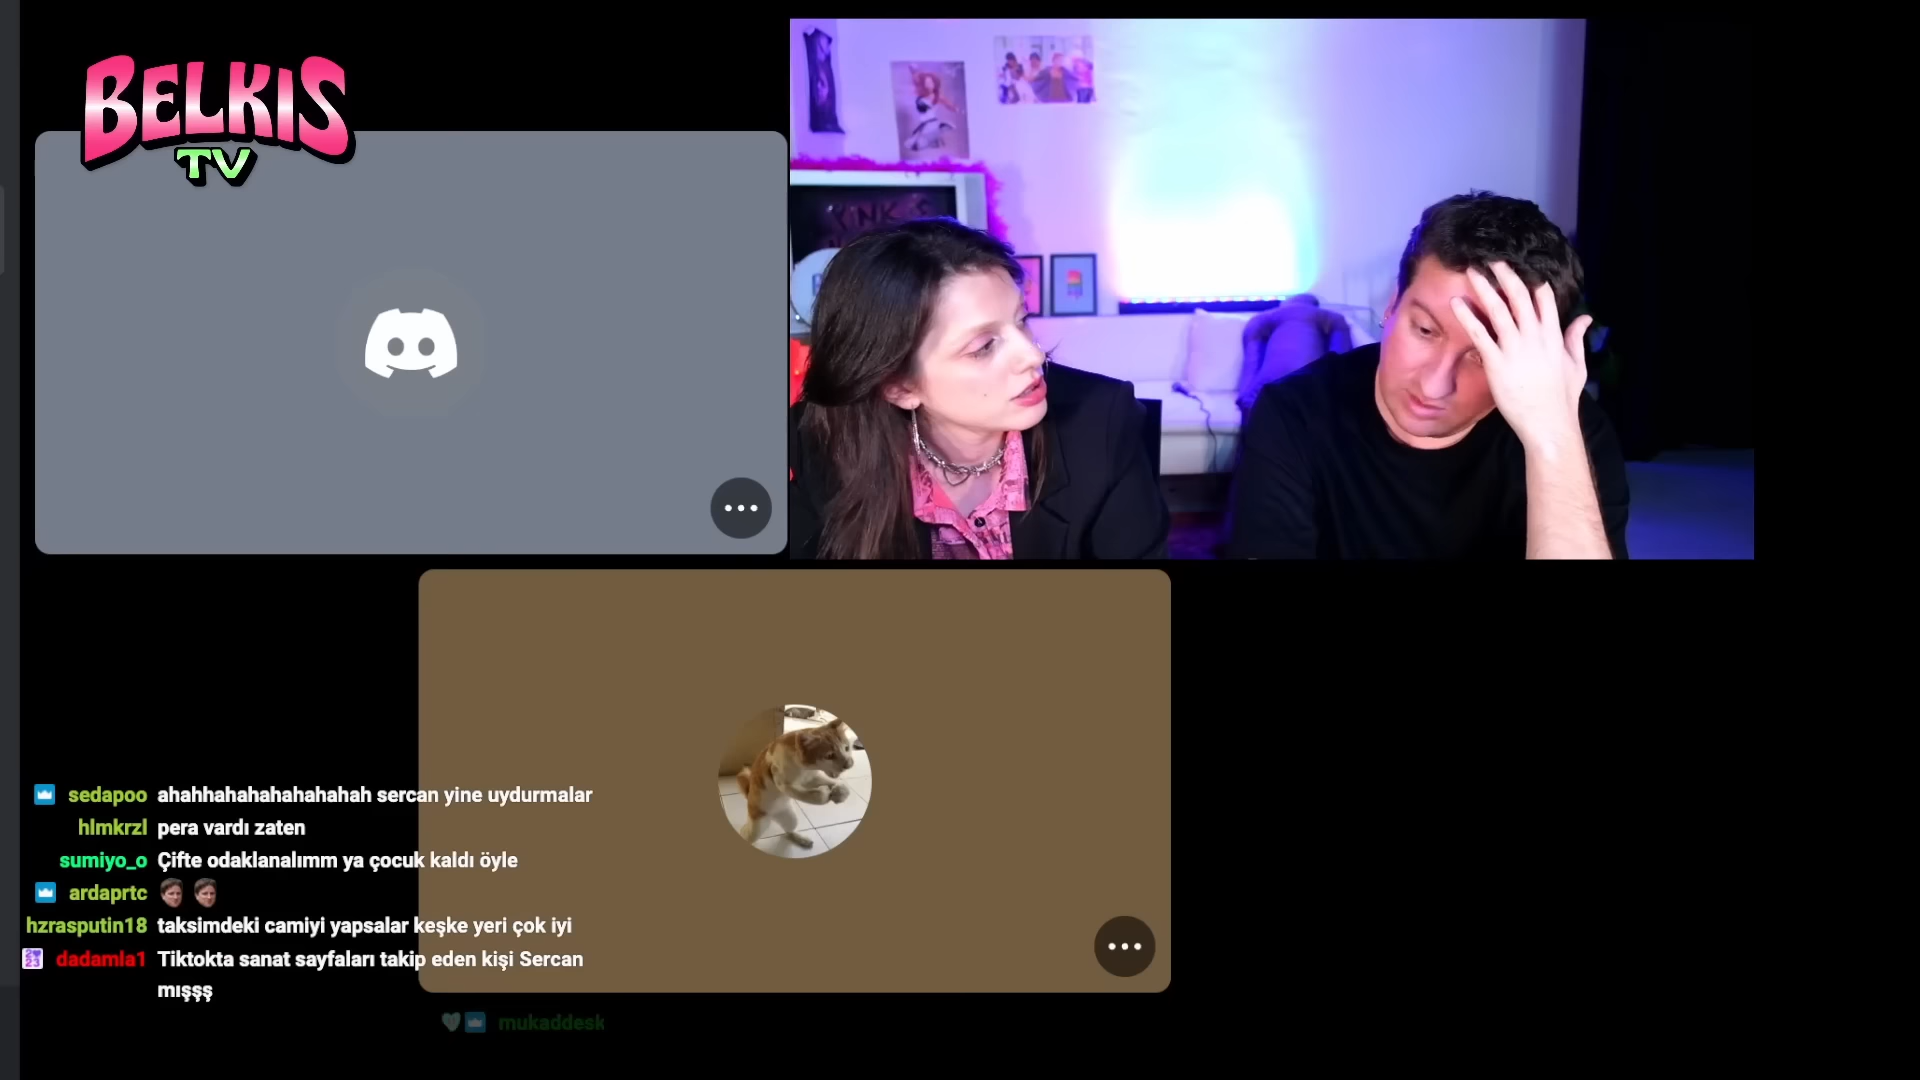 BELKIS
TV
PINK
sedapoo ahahhahahahahahahah sercan yine uydurmalar
hlmkrzl pera vardı zaten
sumiyo_o Çifte odaklanalımm ya çocuk kaldı öyle
ardaprtc
hzrasputin18 taksimdeki camiyi yapsalar keşke yeri çok iyi
dadamla1 Tiktokta sanat sayfaları takip eden kişi Sercan
mışşş
mukaddesk